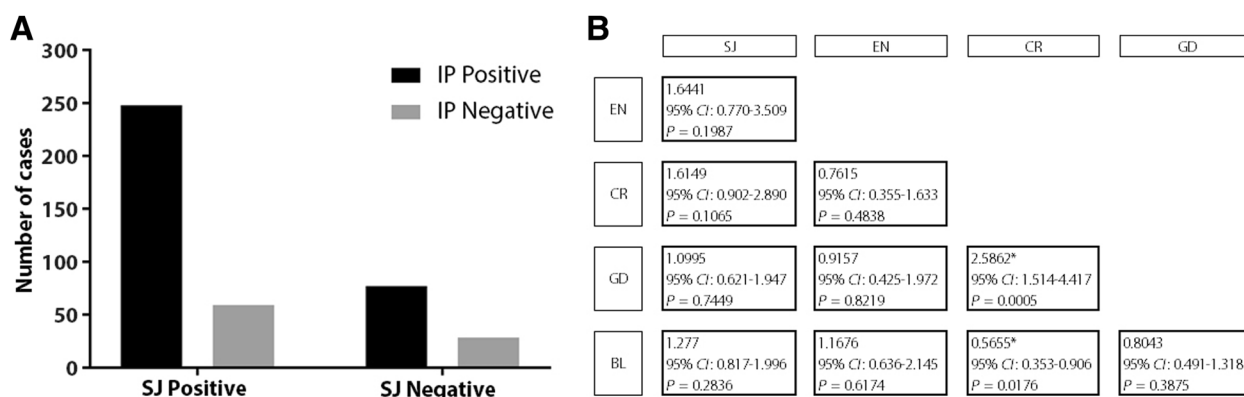 A
300
250
200
150
100
50
0
Number of cases
IP Positive
IP Negative
SJ Positive
SJ Negative
B
SJ EN CR GD
EN
1.6441
95% CI: 0.770-3.509
P = 0.1987
CR
1.6149
95% CI: 0.902-2.890
P = 0.1065
0.7615
95% CI: 0.355-1.633
P = 0.4838
GD
1.0995
95% CI: 0.621-1.947
P = 0.7449
0.9157
95% CI: 0.425-1.972
P = 0.8219
2.5862*
95% CI: 1.514-4.417
P = 0.0005
BL
1.277
95% CI: 0.817-1.996
P = 0.2836
1.1676
95% CI: 0.636-2.145
P = 0.6174
0.5655*
95% CI: 0.353-0.906
P = 0.0176
0.8043
95% CI: 0.491-1.318
P = 0.3875